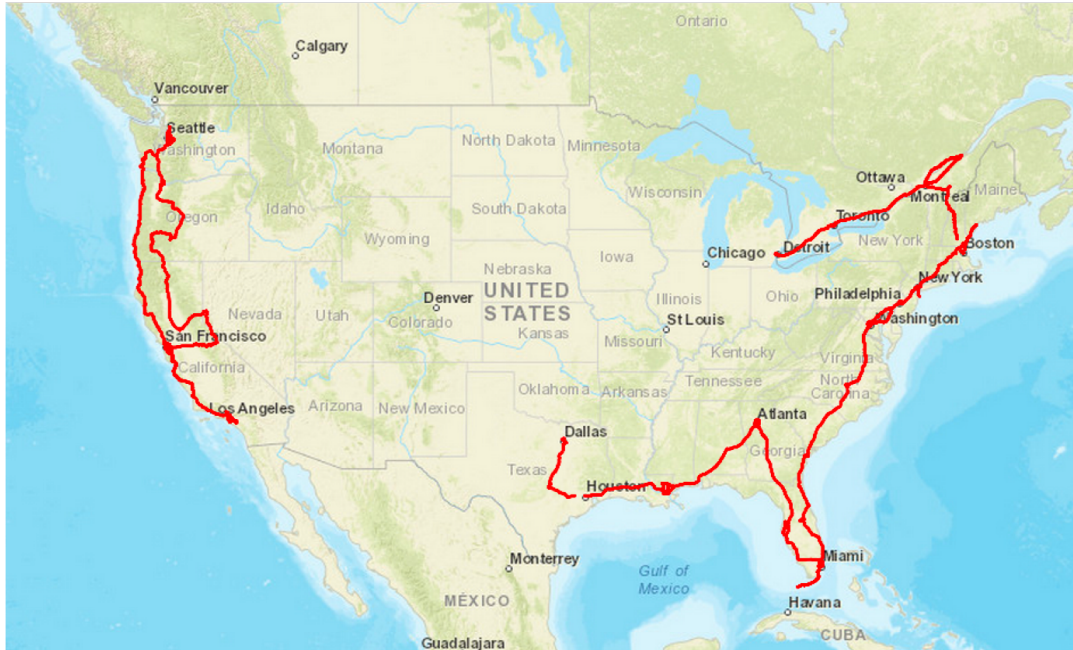 Ontario
Calgary
Vancouver
Seattle
Washington
Montana
North Dakota
Minnesota
Ottawa
Montreal
Maine
Oregon
Idaho
South Dakota
Wisconsin
Toronto
Wyoming
Chicago
Detroit
New York
Boston
Nebraska
Iowa
New York
Nevada
Utah
Denver
UNITED
STATES
Illinois
Ohio
Philadelphia
San Francisco
Colorado
Kansas
St Louis
Missouri
Washington
California
Kentucky
Virginia
Los Angeles
Arizona
New Mexico
Oklahoma
Arkansas
Tennessee
North
Carolina
Dallas
Atlanta
Texas
Georgia
Houston
Monterrey
Gulf of
Mexico
Miami
MÉXICO
Havana
Guadalajara
CUBA